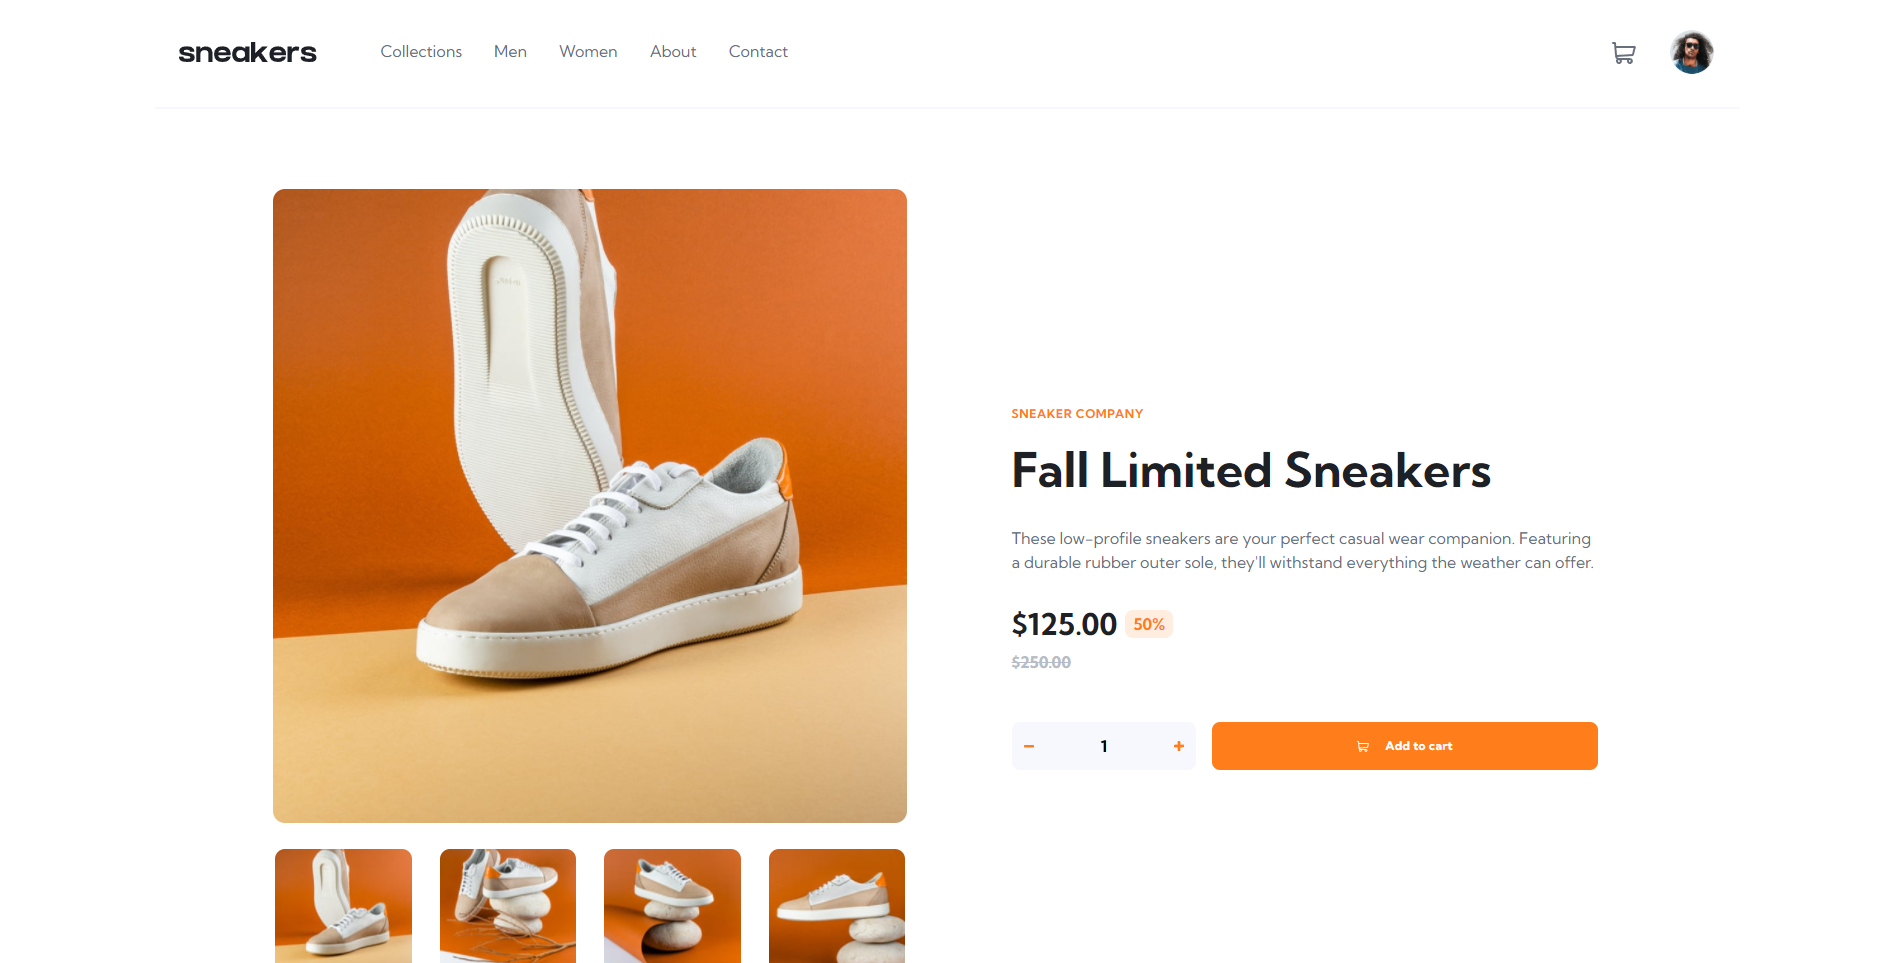 sneakers
Collections Men Women About Contact
SNEAKER COMPANY
Fall Limited Sneakers
These low-profile sneakers are your perfect casual wear companion. Featuring
a durable rubber outer sole, they'll withstand everything the weather can offer.
$125.00 50%
$250.00
1 Add to cart